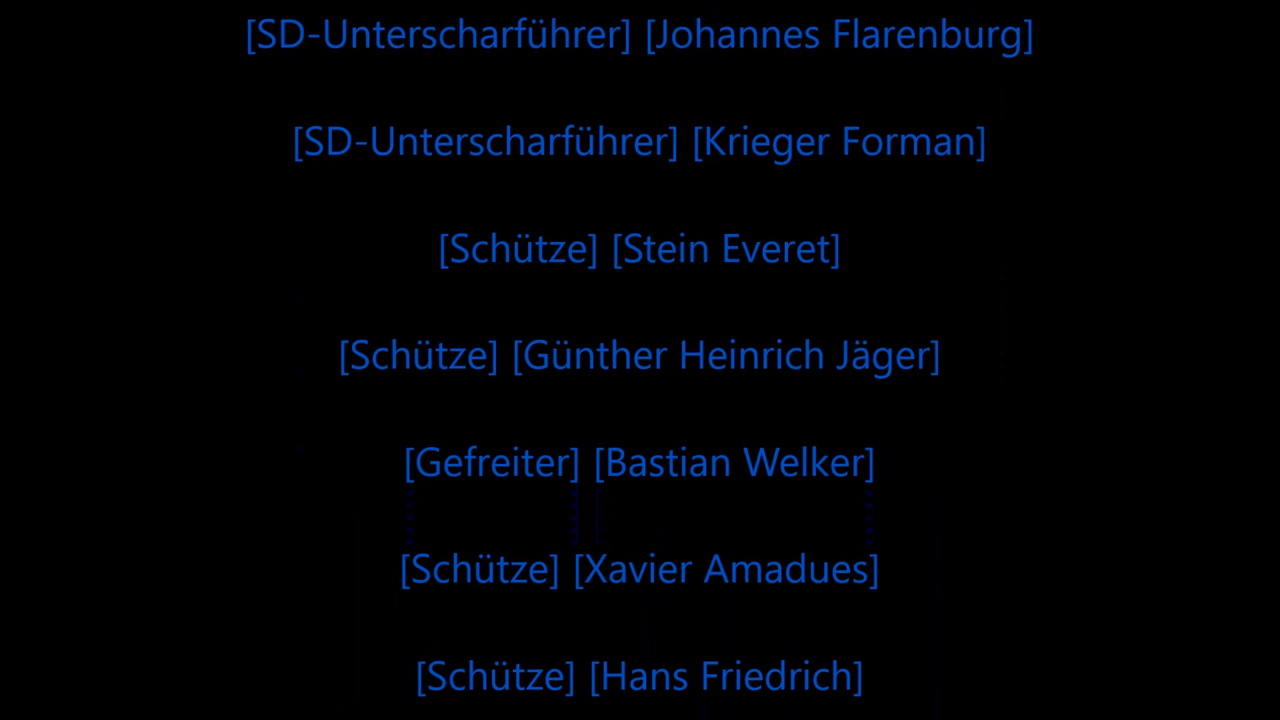 [SD-Unterscharführer] [Johannes Flarenburg]
[SD-Unterscharführer] [Krieger Forman]
[Schütze] [Stein Everet]
[Schütze] [Günther Heinrich Jäger]
[Gefreiter] [Bastian Welker]
[Schütze] [Xavier Amadues]
[Schütze] [Hans Friedrich]